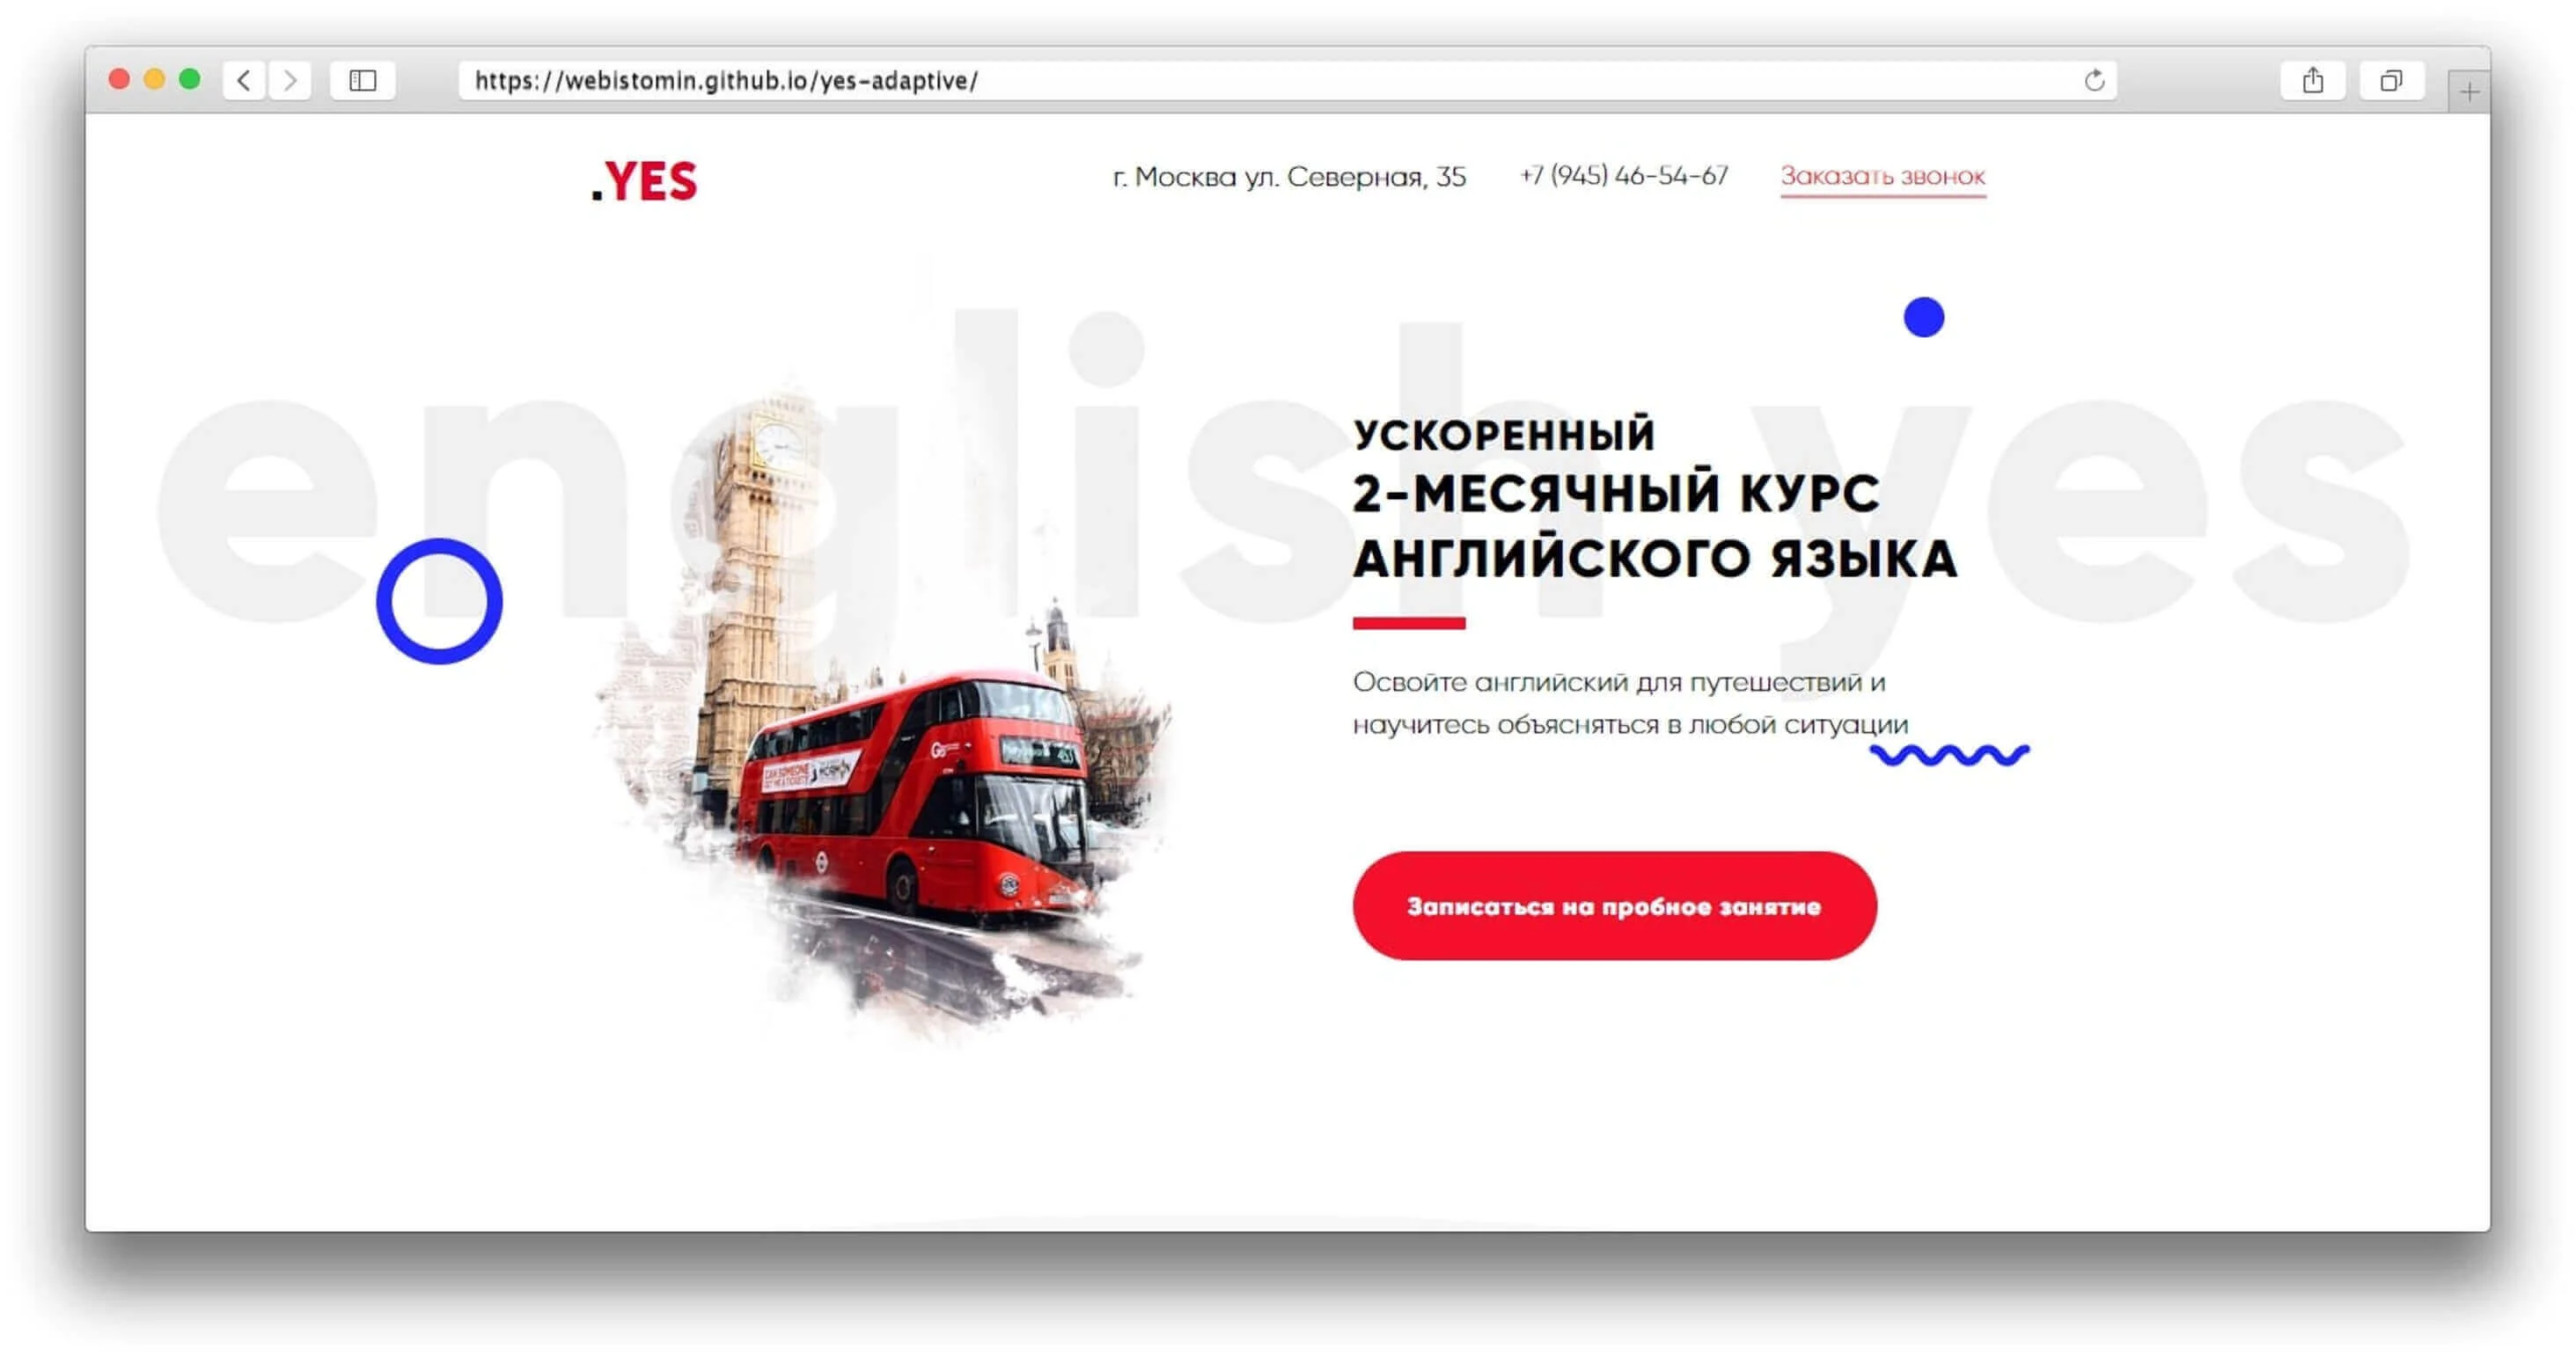 https://webistomin.github.io/yes-adaptive/
.YES
г. Москва ул. Северная, 35
+7 (945) 46-54-67
Заказать звонок
english yes
УСКОРЕННЫЙ
2-МЕСЯЧНЫЙ КУРС
АНГЛИЙСКОГО ЯЗЫКА
Освойте английский для путешествий и
научитесь объясняться в любой ситуации
Записаться на пробное занятие